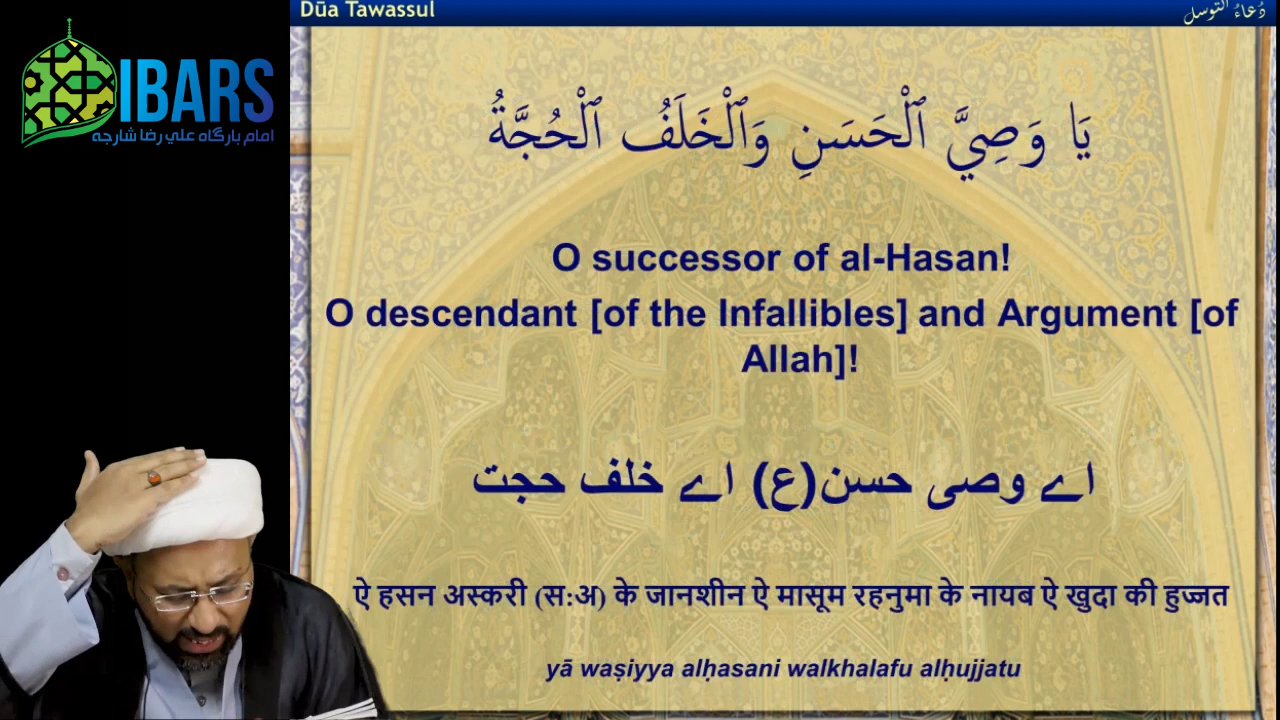 Dūa Tawassul
دُعَاءُ التوسل
IBARS
امام بارگاه علي رضا شارجه
يَا وَصِيَّ ٱلْحَسَنِ وَٱلْخَلَفُ ٱلْحُجَّةُ
O successor of al-Hasan!
O descendant [of the Infallibles] and Argument [of
Allah]!
اے وصی حسن(ع) اے خلف حجت
ऐ हसन अस्करी (स:अ) के जानशीन ऐ मासूम रहनुमा के नायब ऐ खुदा की हुज्जत
yā waṣiyya alḥasani walkhalafu alḥujjatu